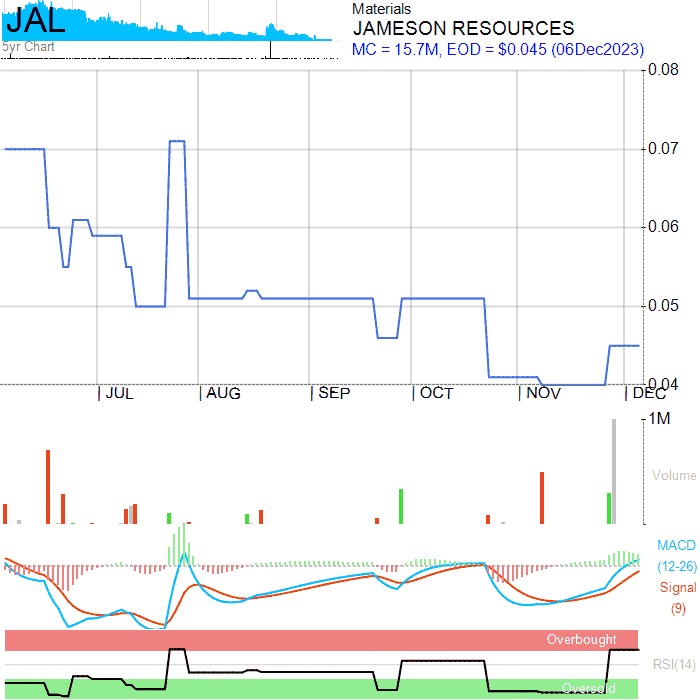 JAL
5yr Chart
Materials
JAMESON RESOURCES
MC = 15.7M, EOD = $0.045 (06Dec2023)
0.08
0.07
0.06
0.05
0.04
JUL
AUG
SEP
OCT
NOV
DEC
1M
Volume
MACD
(12-26)
Signal
(9)
Overbought
RSI(14)
Oversold